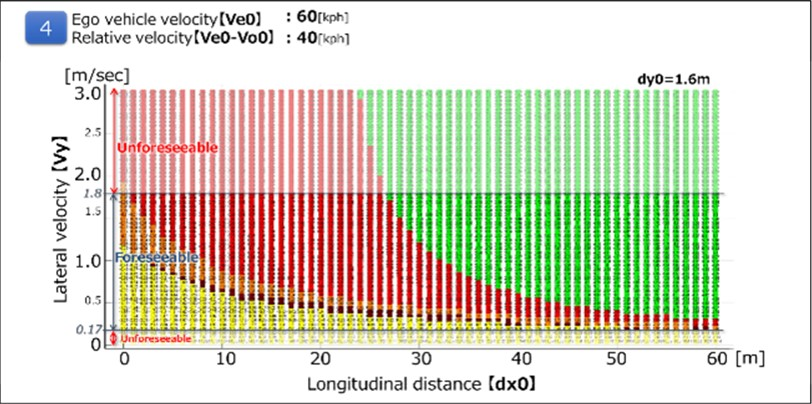 4
Ego vehicle velocity【Ve0】 : 60[kph]
Relative velocity【Ve0-Vo0】 : 40[kph]
[m/sec]
dy0=1.6m
3.0
2.5
Unforeseeable
2.0
1.8
1.5
Lateral velocity【Vy】
Foreseeable
1.0
0.5
0.17
Unforeseeable
0
0 10 20 30 40 50 60 [m]
Longitudinal distance【dx0】